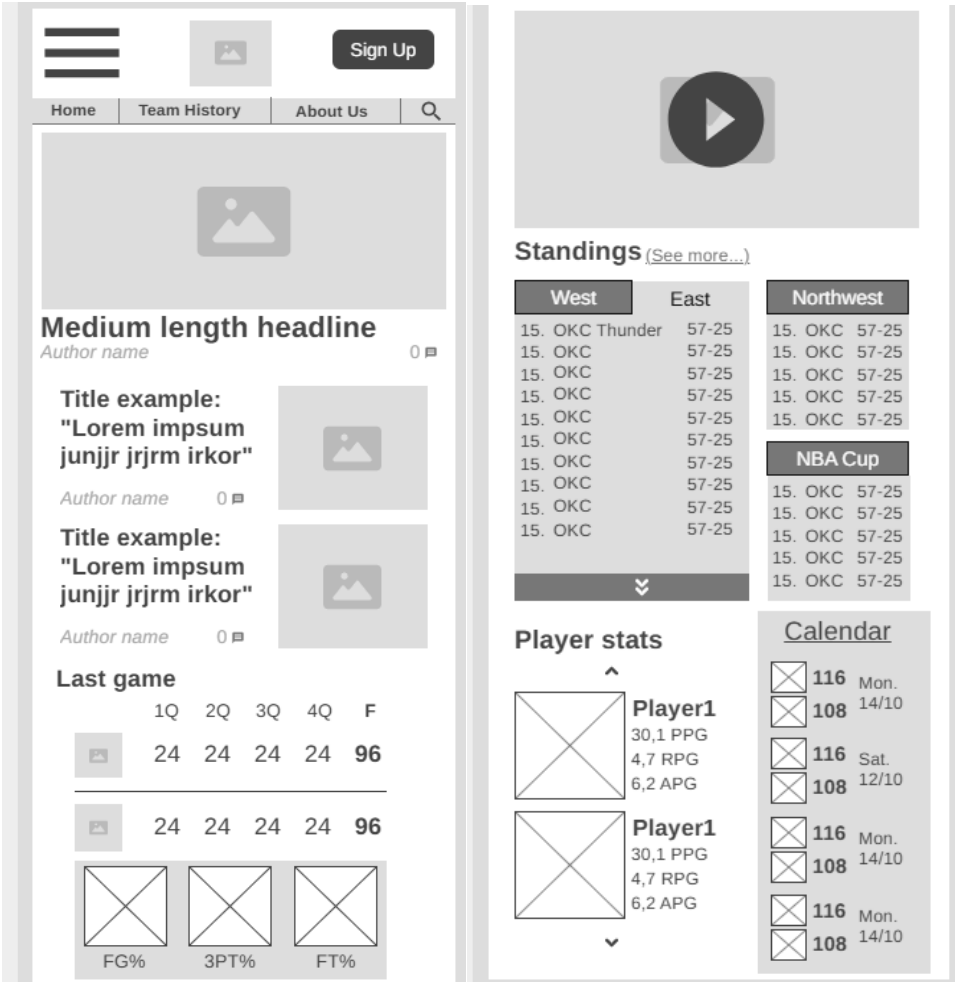 Sign Up
Home Team History About Us
Medium length headline
Author name 0
Title example:
"Lorem impsum
junjjr jrjrm irkor"
Author name 0
Title example:
"Lorem impsum
junjjr jrjrm irkor"
Author name 0
Last game
1Q 2Q 3Q 4Q F
24 24 24 24 96
24 24 24 24 96
FG% 3PT% FT%
Standings (See more...)
West East
15. OKC Thunder 57-25
15. OKC 57-25
15. OKC 57-25
15. OKC 57-25
15. OKC 57-25
15. OKC 57-25
15. OKC 57-25
15. OKC 57-25
15. OKC 57-25
15. OKC 57-25
Northwest
15. OKC 57-25
15. OKC 57-25
15. OKC 57-25
15. OKC 57-25
15. OKC 57-25
NBA Cup
15. OKC 57-25
15. OKC 57-25
15. OKC 57-25
15. OKC 57-25
15. OKC 57-25
Player stats
Player1
30,1 PPG
4,7 RPG
6,2 APG
Player1
30,1 PPG
4,7 RPG
6,2 APG
Calendar
116 Mon.
108 14/10
116 Sat.
108 12/10
116 Mon.
108 14/10
116 Mon.
108 14/10